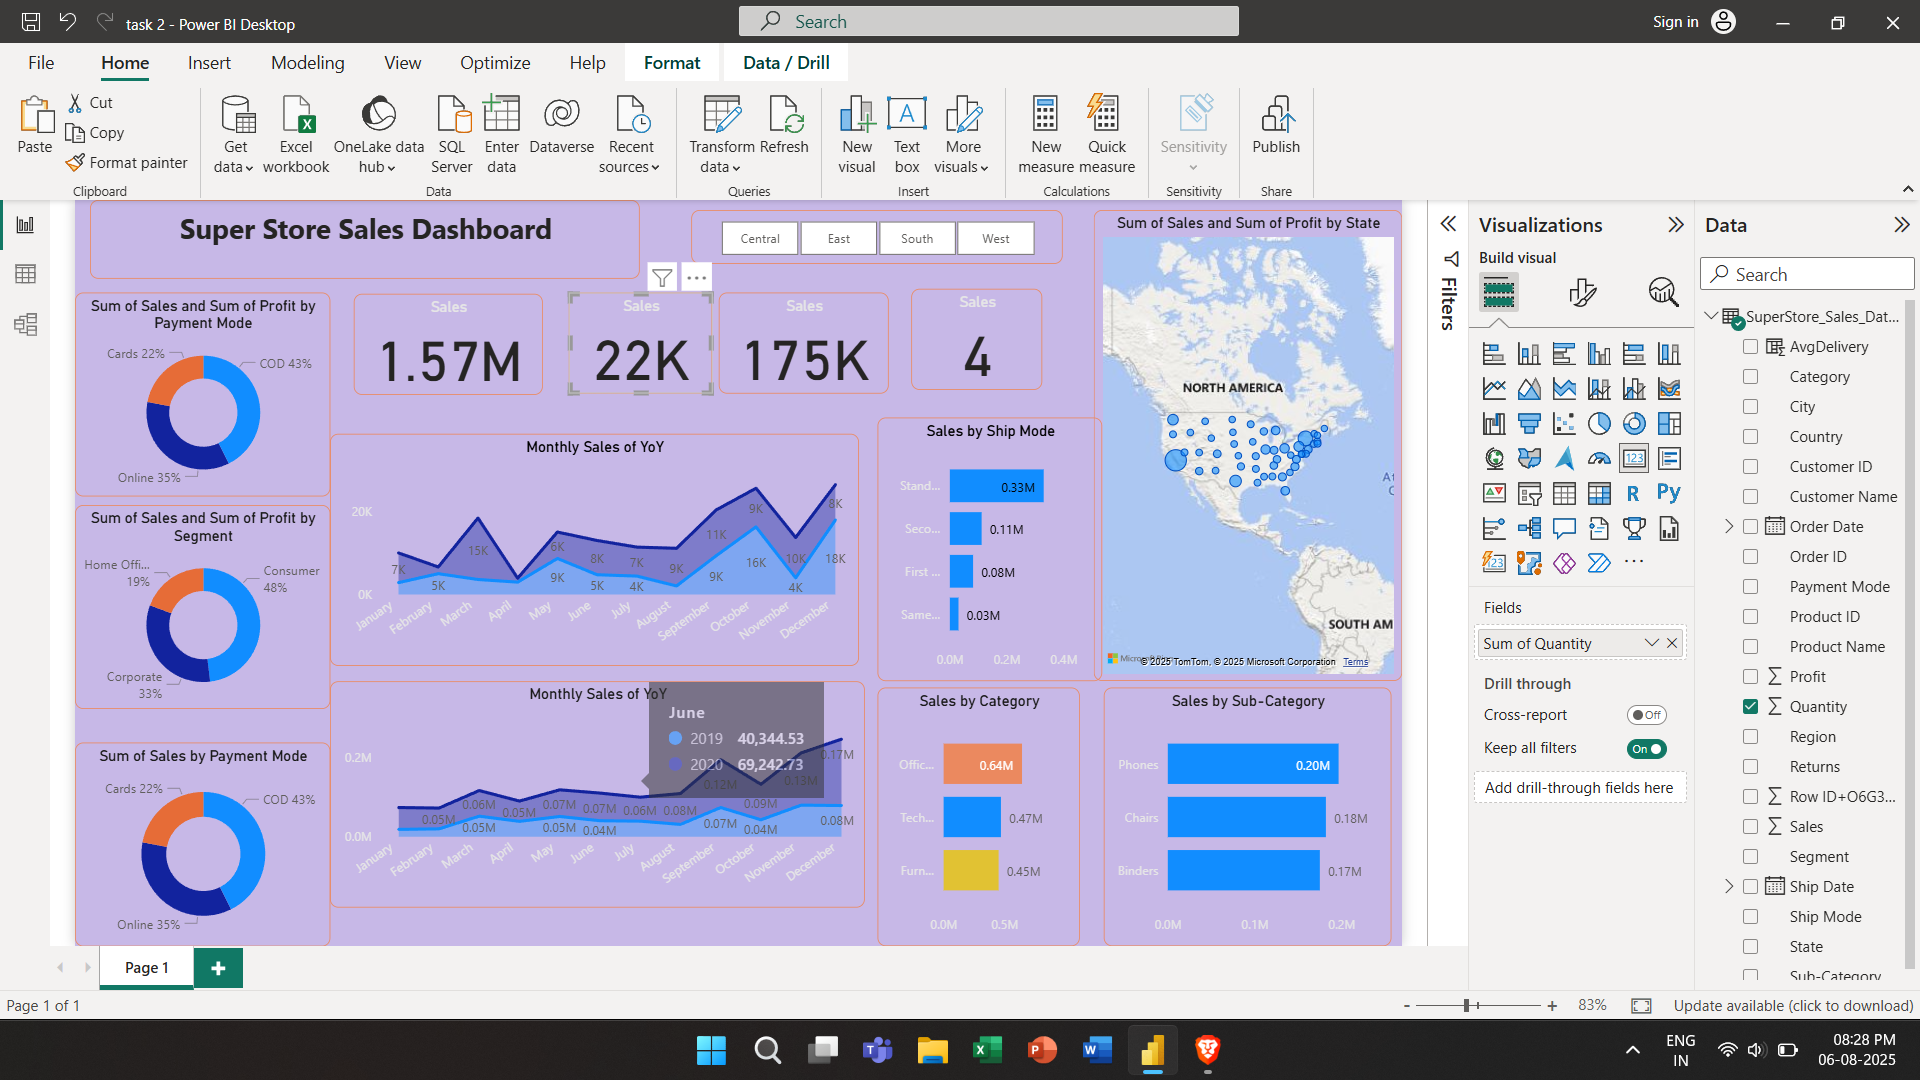 task 2 - Power BI Desktop
Search
Sign in
File
Home
Insert
Modeling
View
Optimize
Help
Format
Data / Drill
Paste
Cut
Copy
Format painter
Clipboard
Get data
Excel workbook
OneLake data hub
SQL Server
Enter data
Dataverse
Recent sources
Data
Transform data
Refresh
Queries
New visual
Text box
More visuals
Insert
New measure
Quick measure
Calculations
Sensitivity
Sensitivity
Publish
Share
Super Store Sales Dashboard
Central
East
South
West
Sum of Sales and Sum of Profit by
Payment Mode
Cards 22%
COD 43%
Online 35%
Sales
1.57M
Sales
22K
Sales
175K
Sales
4
Sum of Sales and Sum of Profit by
Segment
Home Offi...
19%
Consumer
48%
Corporate
33%
Sum of Sales by Payment Mode
Cards 22%
COD 43%
Online 35%
Monthly Sales of YoY
20K
0K
7K
5K
15K
6K
9K
8K
5K
7K
4K
9K
11K
9K
9K
16K
10K
4K
8K
18K
January
February
March
April
May
June
July
August
September
October
November
December
Monthly Sales of YoY
June
2019 40,344.53
2020 69,242.73
0.2M
0.0M
0.05M
0.06M
0.05M
0.05M
0.07M
0.05M
0.07M
0.04M
0.06M
0.08M
0.12M
0.07M
0.09M
0.04M
0.13M
0.17M
0.08M
January
February
March
April
May
June
July
August
September
October
November
December
Sales by Ship Mode
Stand...
0.33M
Seco...
0.11M
First ...
0.08M
Same...
0.03M
0.0M
0.2M
0.4M
Sales by Category
Offic...
0.64M
Tech...
0.47M
Furn...
0.45M
0.0M
0.5M
Sum of Sales and Sum of Profit by State
NORTH AMERICA
SOUTH AM
© 2025 TomTom, © 2025 Microsoft Corporation Terms
Sales by Sub-Category
Phones
0.20M
Chairs
0.18M
Binders
0.17M
0.0M
0.1M
0.2M
Filters
Visualizations
Build visual
123
R
Py
123
Fields
Sum of Quantity
Drill through
Cross-report
Off
Keep all filters
On
Add drill-through fields here
Data
Search
SuperStore_Sales_Dat...
AvgDelivery
Category
City
Country
Customer ID
Customer Name
Order Date
Order ID
Payment Mode
Product ID
Product Name
Profit
Quantity
Region
Returns
Row ID+O6G3...
Sales
Segment
Ship Date
Ship Mode
State
Sub-Category
Page 1
Page 1 of 1
83%
Update available (click to download)
ENG
IN
08:28 PM
06-08-2025